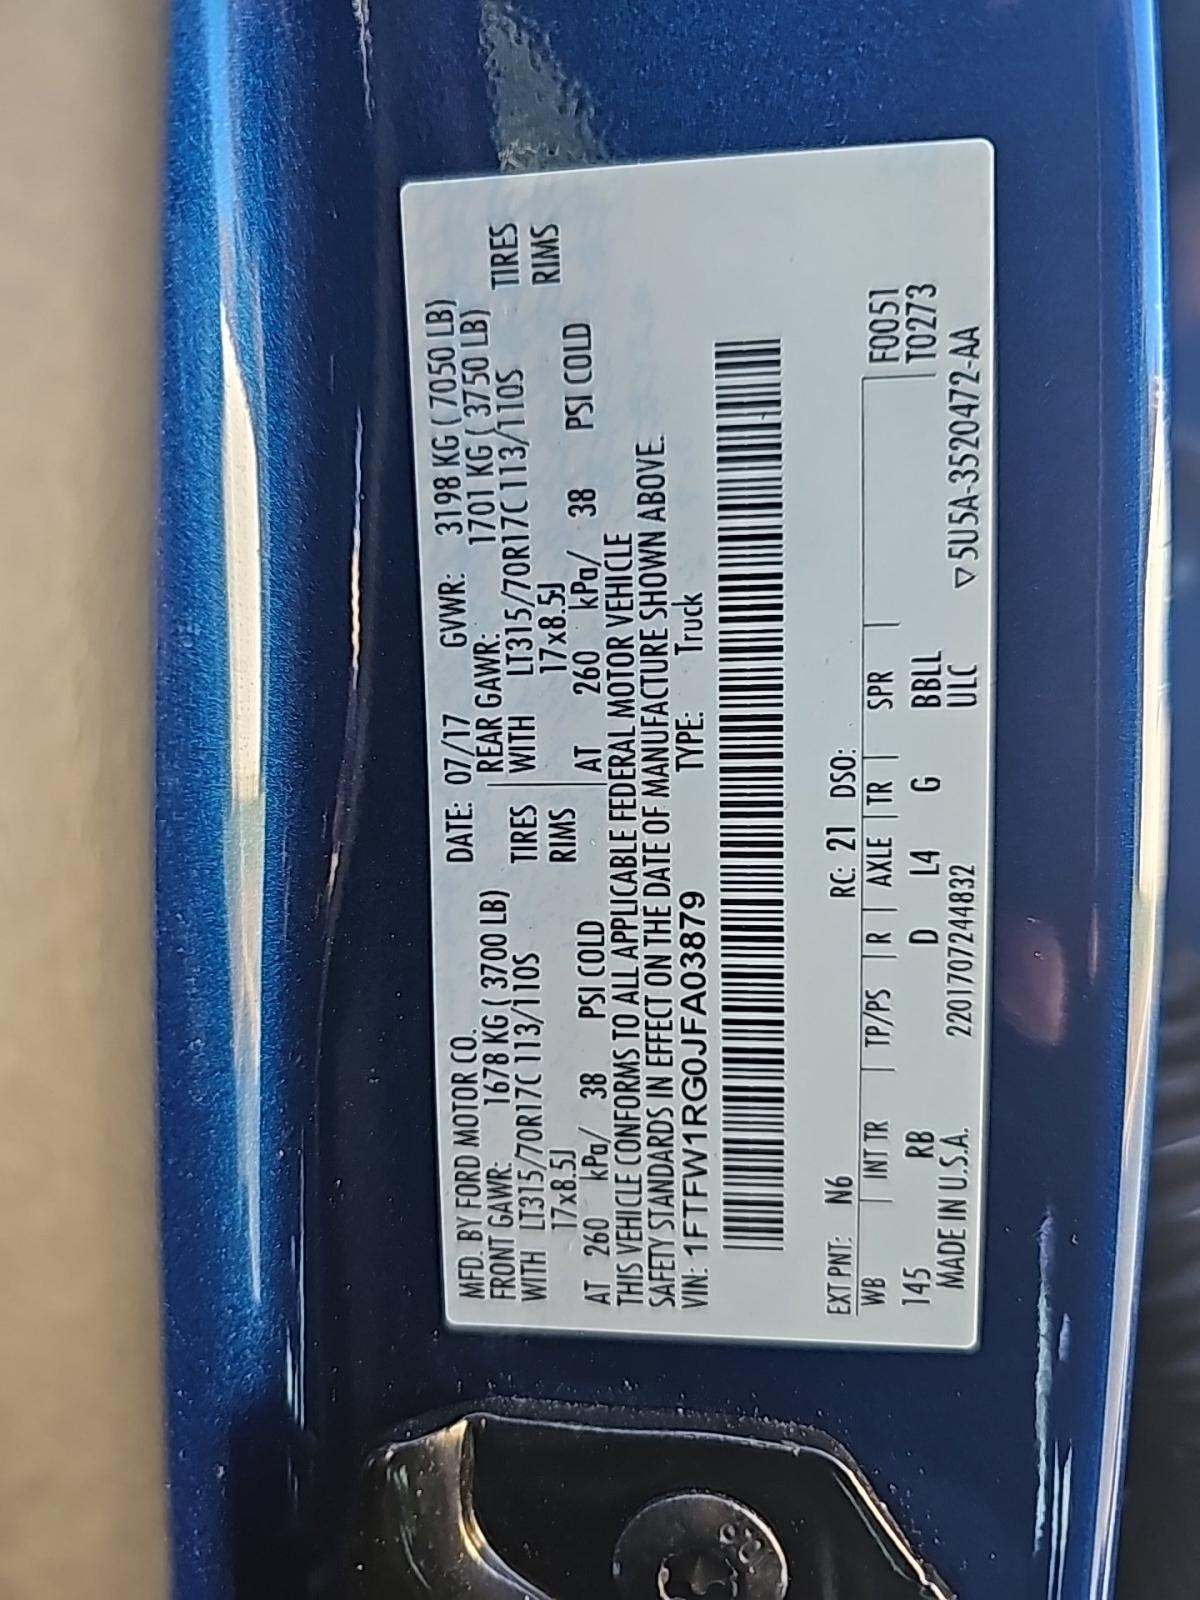 MFD. BY FORD MOTOR CO. DATE: 07/17 GVWR: 3198 KG ( 7050 LB)
FRONT GAWR: 1678 KG ( 3700 LB) REAR GAWR: 1701 KG ( 3750 LB)
WITH LT315/70R17C 113/110S TIRES WITH LT315/70R17C 113/110S TIRES
17x8.5J RIMS 17x8.5J RIMS
AT 260 kPa/ 38 PSI COLD AT 260 kPa/ 38 PSI COLD
THIS VEHICLE CONFORMS TO ALL APPLICABLE FEDERAL MOTOR VEHICLE
SAFETY STANDARDS IN EFFECT ON THE DATE OF MANUFACTURE SHOWN ABOVE.
VIN: 1FTFW1RG0JFA03879 TYPE: Truck
EXT PNT: N6 RC: 21 DSO:
WB INT TR TP/PS R AXLE TR SPR F0051
145 RB D L4 G BBLL T0273
MADE IN U.S.A. 2201707244832 ULC ▽ 5U5A-3520472-AA